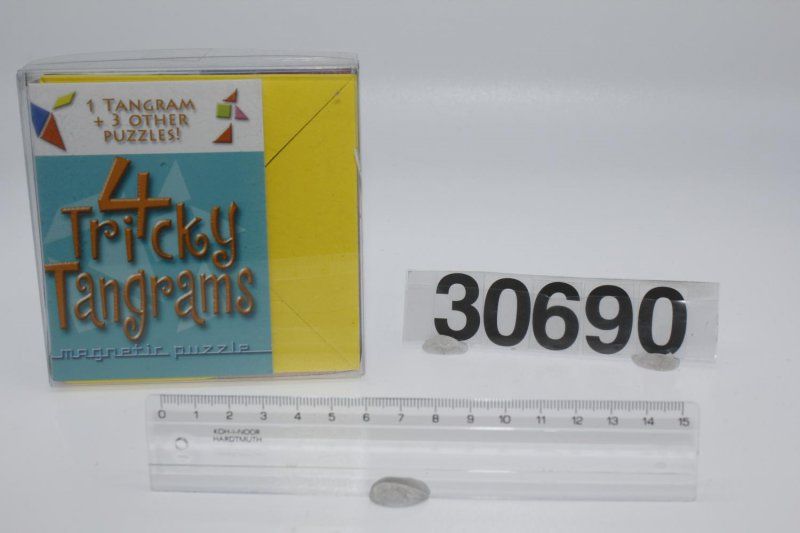 1 TANGRAM
+ 3 OTHER
PUZZLES!
4
Tricky
Tangrams
magnetic puzzle
30690
0 1 2 3 4 5 6 7 8 9 10 11 12 13 14 15
KOH-I-NOOR
HARDTMUTH